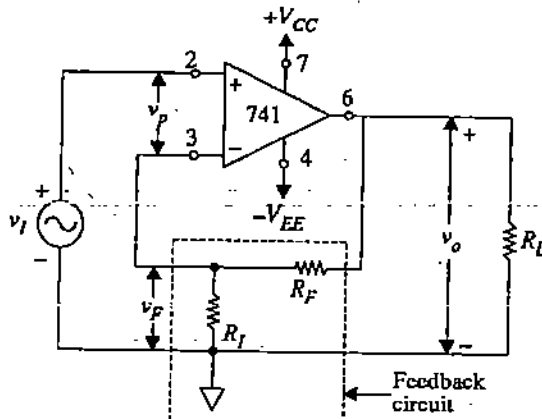 +V_CC
7
2
+
v_p
741
6
3
−
4
+
−V_EE
+
v_I
−
v_o
R_L
R_F
v_F
R_I
−
Feedback
circuit